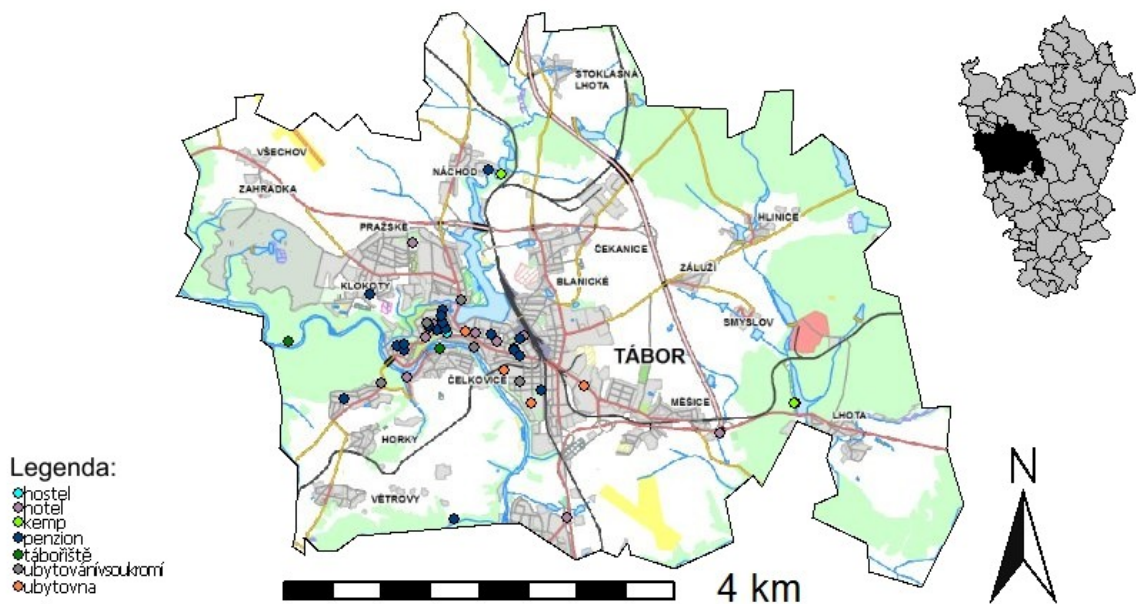 STOKLASNÁ
LHOTA
VŠECHOV
NÁCHOD
ZAHRÁDKA
HLINICE
PRAŽSKÉ
ČEKANICE
ZÁLUŽÍ
BLANICKÉ
KLOKOTY
SMYSLOV
TÁBOR
ČELKOVICE
MĚŠICE
LHOTA
HORKY
VĚTROVY
N
Legenda:
hostel
hotel
kemp
penzion
tábořiště
ubytovánívsoukromí
ubytovna
4 km